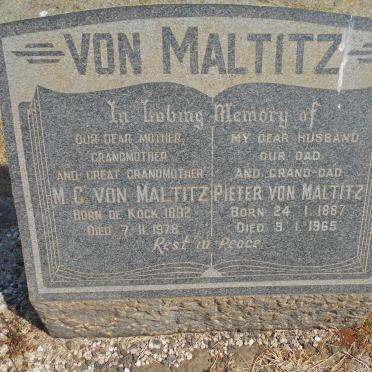 VON MALTITZ
In Loving Memory of
OUR DEAR MOTHER,
GRANDMOTHER
AND GREAT GRANDMOTHER
M. C. VON MALTITZ
BORN DE KOCK 1892
DIED 7. 11. 1978
MY DEAR HUSBAND
OUR DAD
AND GRAND-DAD
PIETER VON MALTITZ
BORN 24. 1. 1887
DIED 9. 1. 1965
Rest in Peace.